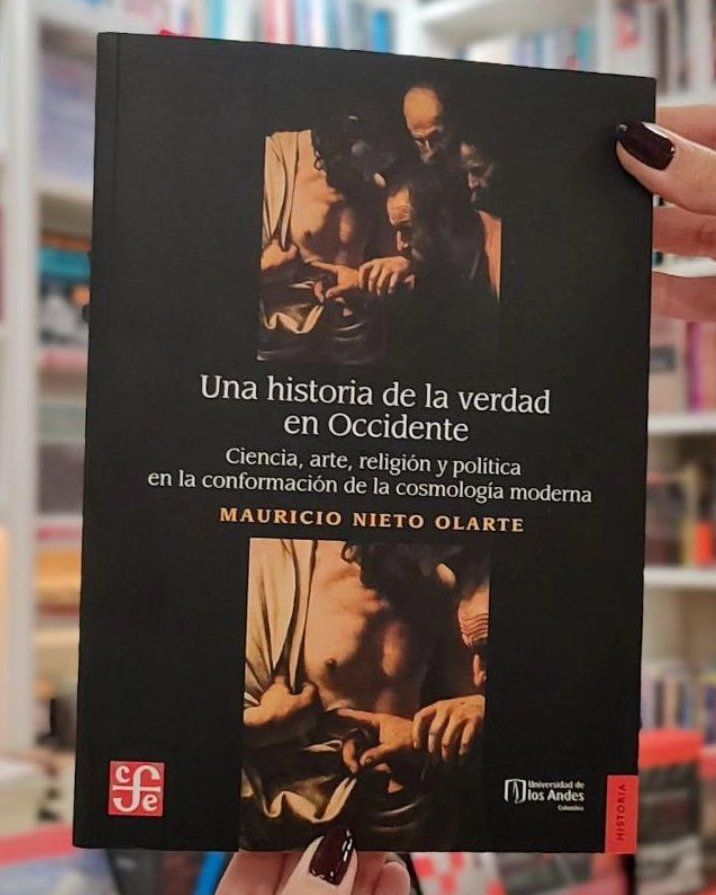 Una historia de la verdad
en Occidente
Ciencia, arte, religión y política
en la conformación de la cosmología moderna
MAURICIO NIETO OLARTE
cfe
Universidad de
los Andes
Colombia
HISTORIA